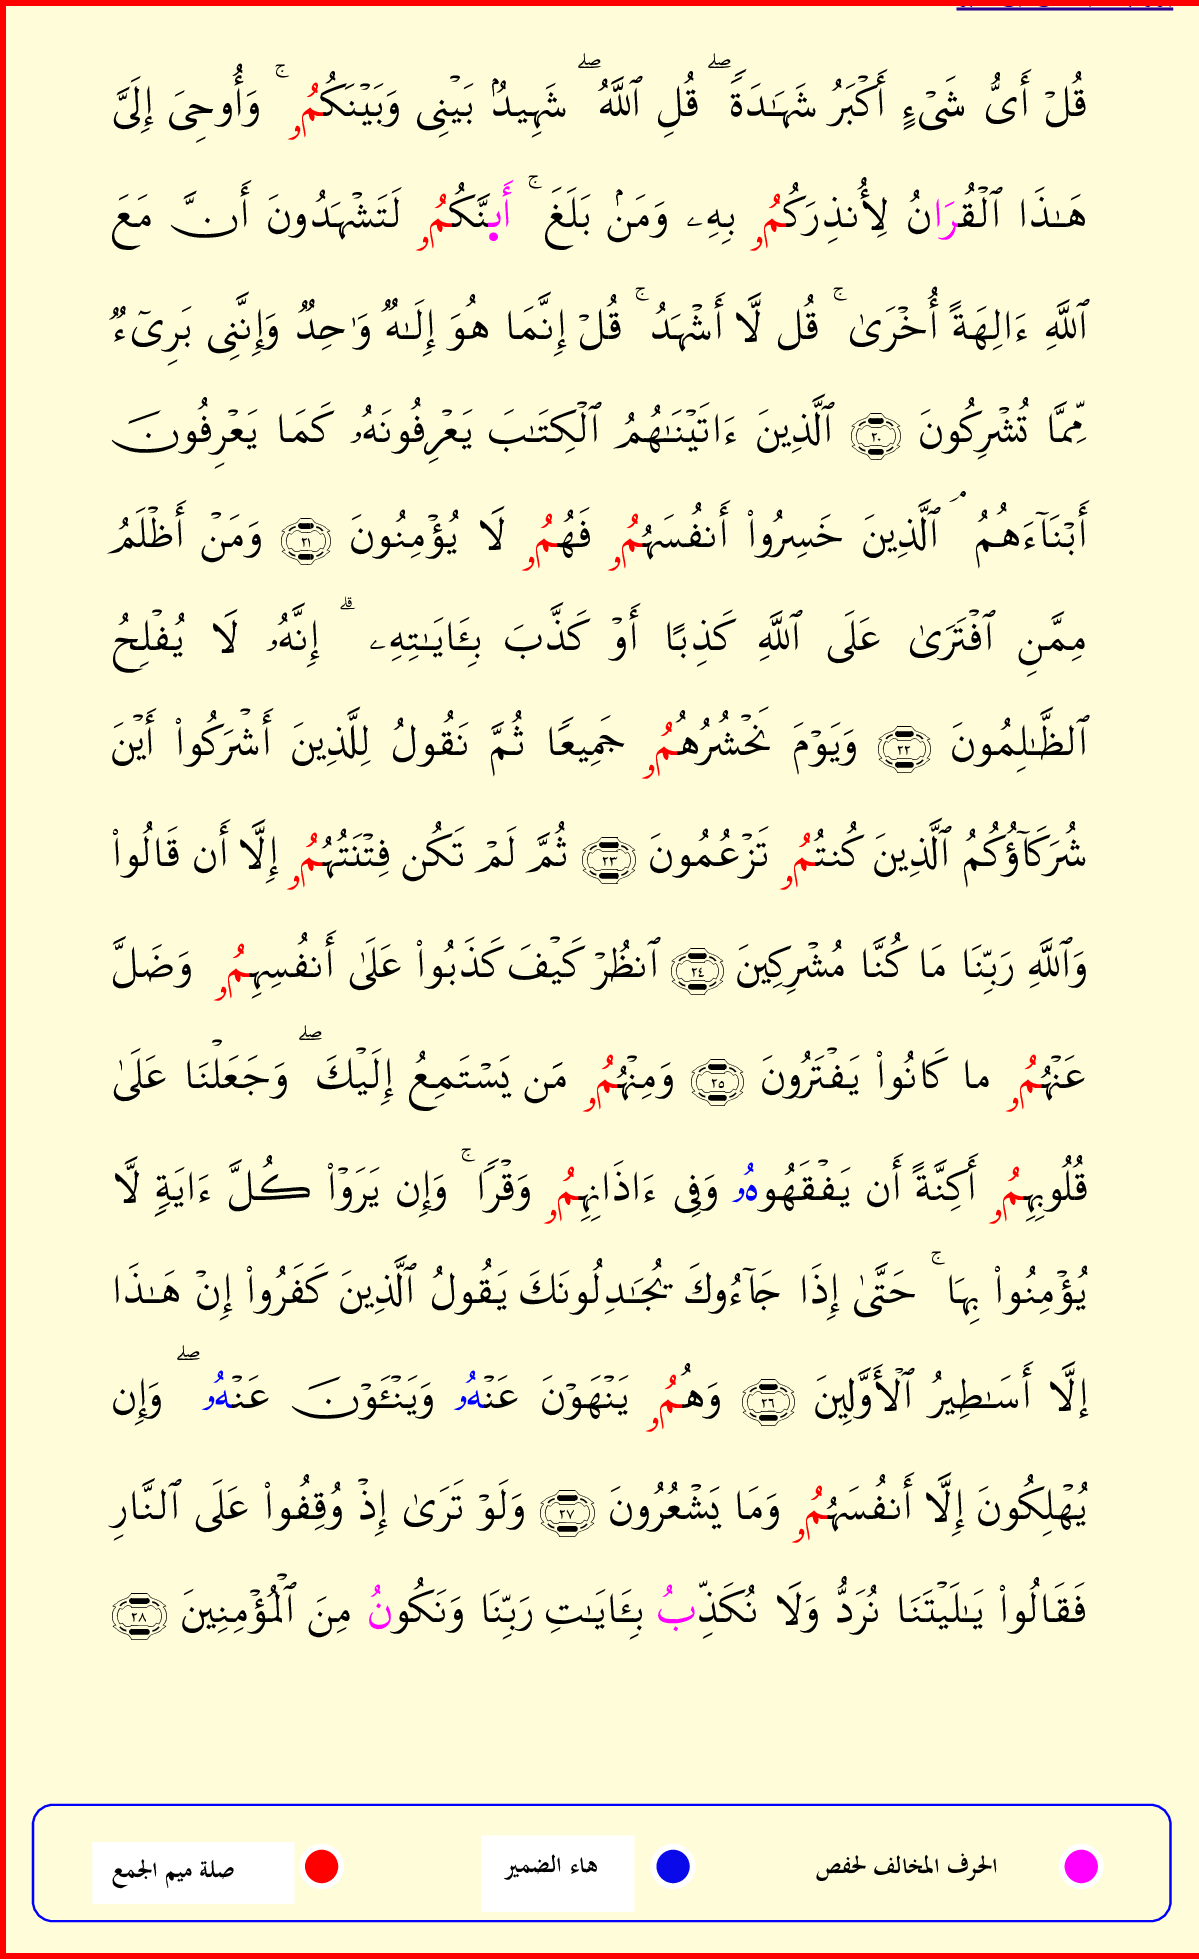 قُلۡ أَىُّ شَىۡءٍ أَكۡبَرُ شَهَـٰدَةً ۖ قُلِ ٱللَّهُ ۖ شَهِيدُۢ بَيۡنِى وَبَيۡنَكُمُۥ ۚ وَأُوحِىَ إِلَىَّ
هَـٰذَا ٱلۡقُرَانُ لِأُنذِرَكُمُۥ بِهِۦ وَمَنۢ بَلَغَ ۚ أَىِٕنَّكُمُۥ لَتَشۡهَدُونَ أَنَّ مَعَ
ٱللَّهِ ءَالِهَةً أُخۡرَىٰ ۚ قُل لَّا أَشۡهَدُ ۚ قُلۡ إِنَّمَا هُوَ إِلَـٰهٌ وَٰحِدٌ وَإِنَّنِى بَرِىٓءٌ
مِّمَّا تُشۡرِكُونَ ٢٠ ٱلَّذِينَ ءَاتَيۡنَـٰهُمُ ٱلۡكِتَـٰبَ يَعۡرِفُونَهُۥ كَمَا يَعۡرِفُونَ
أَبۡنَآءَهُمُ ۘ ٱلَّذِينَ خَسِرُواْ أَنفُسَهُمُۥ فَهُمُۥ لَا يُؤۡمِنُونَ ٢١ وَمَنۡ أَظۡلَمُ
مِمَّنِ ٱفۡتَرَىٰ عَلَى ٱللَّهِ كَذِبًا أَوۡ كَذَّبَ بِـَٔايَـٰتِهِۦ ۗ إِنَّهُۥ لَا يُفۡلِحُ
ٱلظَّـٰلِمُونَ ٢٢ وَيَوۡمَ نَحۡشُرُهُمُۥ جَمِيعًا ثُمَّ نَقُولُ لِلَّذِينَ أَشۡرَكُواْ أَيۡنَ
شُرَكَآؤُكُمُ ٱلَّذِينَ كُنتُمُۥ تَزۡعُمُونَ ٢٣ ثُمَّ لَمۡ تَكُن فِتۡنَتُهُمُۥ إِلَّا أَن قَالُواْ
وَٱللَّهِ رَبِّنَا مَا كُنَّا مُشۡرِكِينَ ٢٤ ٱنظُرۡ كَيۡفَ كَذَبُواْ عَلَىٰ أَنفُسِهِمُۥ وَضَلَّ
عَنۡهُمُۥ ما كَانُواْ يَفۡتَرُونَ ٢٥ وَمِنۡهُمُۥ مَن يَسۡتَمِعُ إِلَيۡكَ ۖ وَجَعَلۡنَا عَلَىٰ
قُلُوبِهِمُۥ أَكِنَّةً أَن يَفۡقَهُوهُۥ وَفِى ءَاذَانِهِمُۥ وَقۡرًا ۚ وَإِن يَرَوۡاْ كُلَّ ءَايَةٍ لَّا
يُؤۡمِنُواْ بِهَا ۚ حَتَّىٰ إِذَا جَآءُوكَ يُجَـٰدِلُونَكَ يَقُولُ ٱلَّذِينَ كَفَرُواْ إِنۡ هَـٰذَا
إِلَّا أَسَـٰطِيرُ ٱلۡأَوَّلِينَ ٢٦ وَهُمُۥ يَنۡهَوۡنَ عَنۡهُۥ وَيَنۡـَٔوۡنَ عَنۡهُۥ ۖ وَإِن
يُهۡلِكُونَ إِلَّا أَنفُسَهُمُۥ وَمَا يَشۡعُرُونَ ٢٧ وَلَوۡ تَرَىٰ إِذۡ وُقِفُواْ عَلَى ٱلنَّارِ
فَقَالُواْ يَـٰلَيۡتَنَا نُرَدُّ وَلَا نُكَذِّبُ بِـَٔايَـٰتِ رَبِّنَا وَنَكُونُ مِنَ ٱلۡمُؤۡمِنِينَ ٢٨
الحرف المخالف لحفص هاء الضمير صلة ميم الجمع